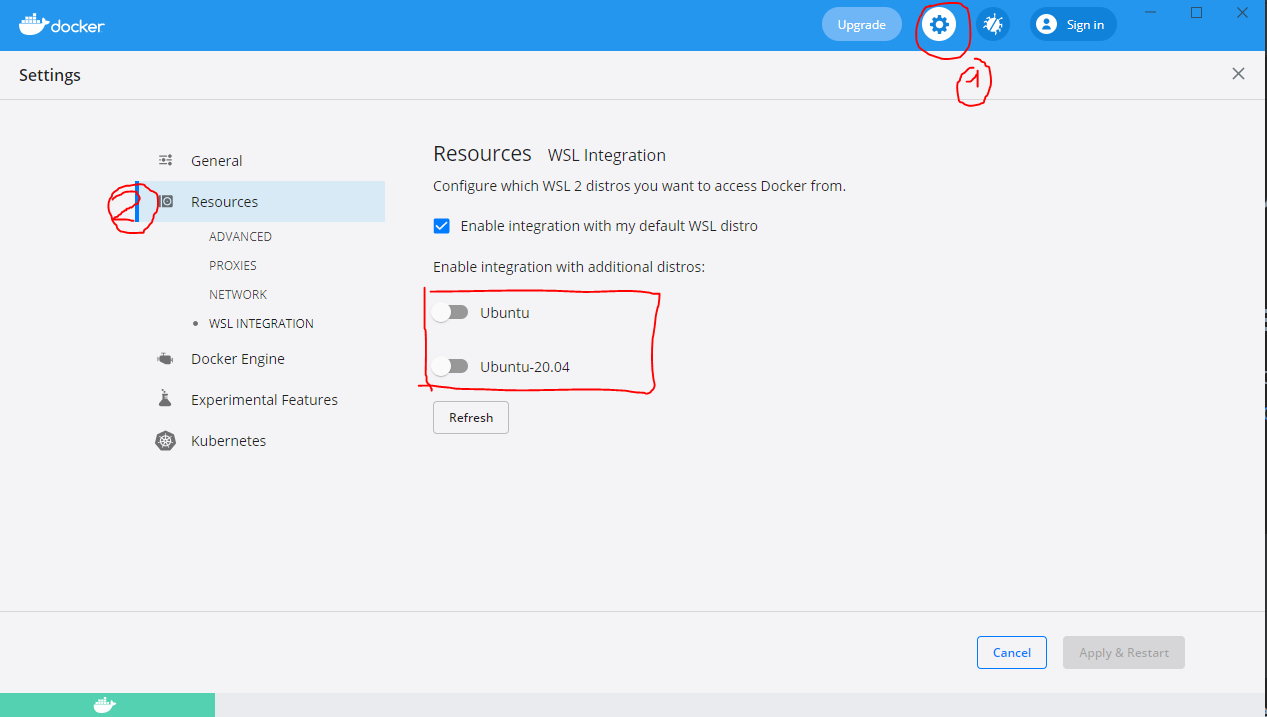 docker
Upgrade
Sign in
Settings
1
General
Resources
2
ADVANCED
PROXIES
NETWORK
WSL INTEGRATION
Docker Engine
Experimental Features
Kubernetes
Resources WSL Integration
Configure which WSL 2 distros you want to access Docker from.
Enable integration with my default WSL distro
Enable integration with additional distros:
Ubuntu
Ubuntu-20.04
Refresh
Cancel
Apply & Restart